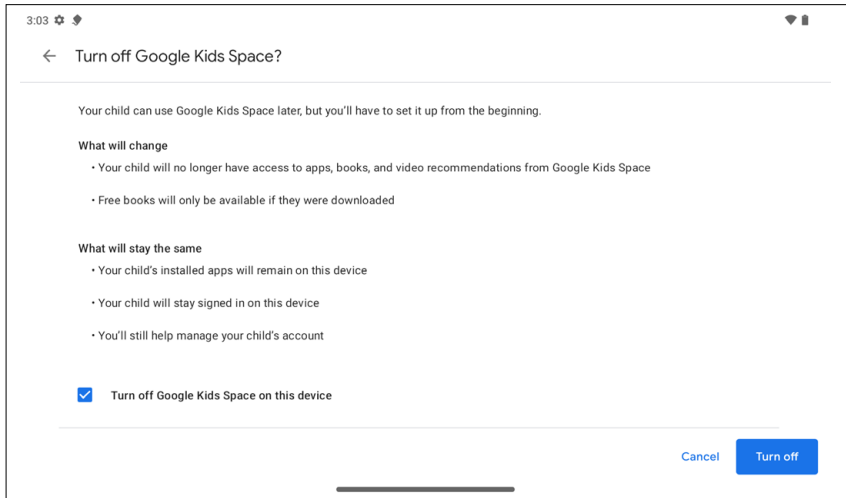 3:03
Turn off Google Kids Space?
Your child can use Google Kids Space later, but you'll have to set it up from the beginning.
What will change
• Your child will no longer have access to apps, books, and video recommendations from Google Kids Space
• Free books will only be available if they were downloaded
What will stay the same
• Your child's installed apps will remain on this device
• Your child will stay signed in on this device
• You'll still help manage your child's account
Turn off Google Kids Space on this device
Cancel Turn off